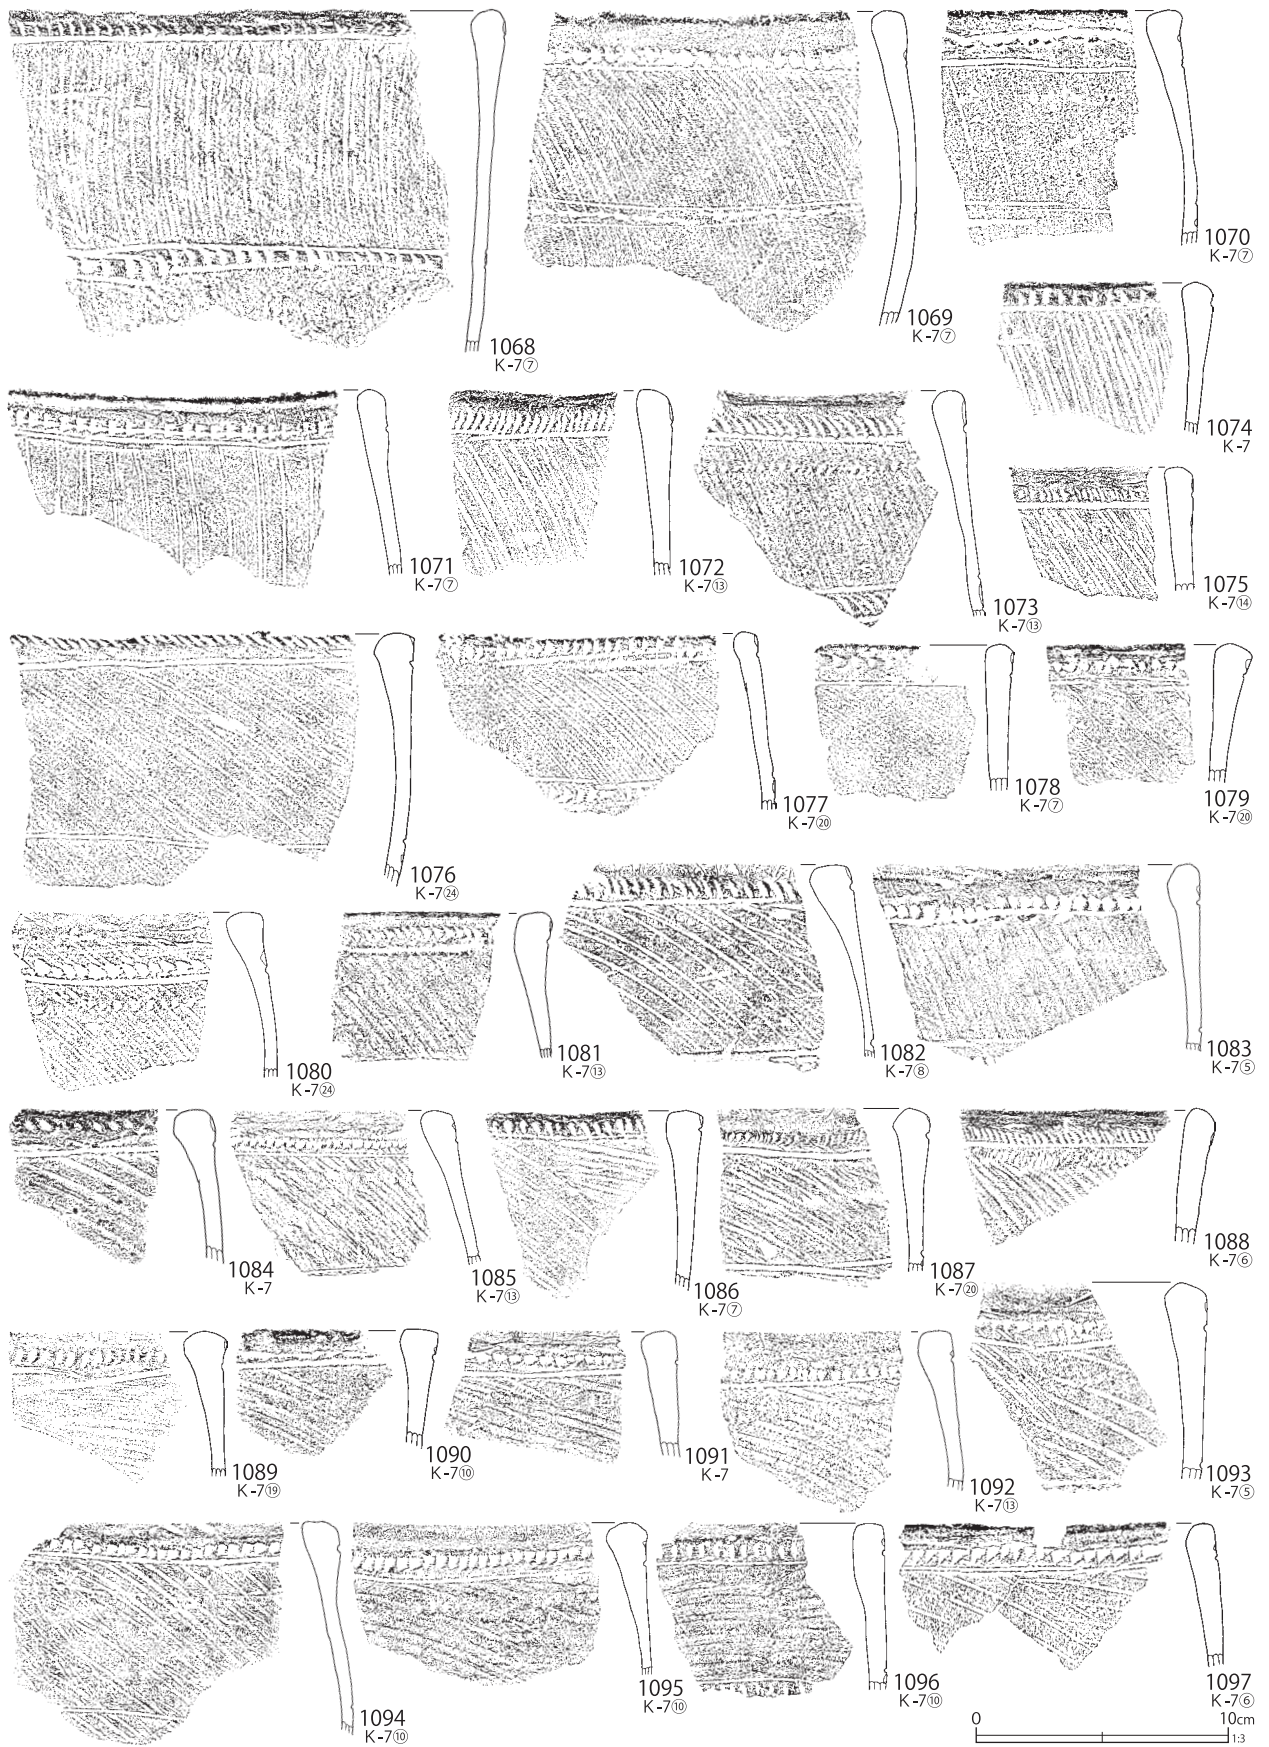 1068
K-7⑦
1069
K-7⑦
1070
K-7⑦
1074
K-7
1071
K-7⑦
1072
K-7⑬
1073
K-7⑬
1075
K-7⑭
1076
K-7㉔
1077
K-7⑳
1078
K-7⑦
1079
K-7⑳
1080
K-7㉔
1081
K-7⑬
1082
K-7⑧
1083
K-7⑤
1084
K-7
1085
K-7⑬
1086
K-7⑦
1087
K-7⑳
1088
K-7⑥
1089
K-7⑲
1090
K-7⑩
1091
K-7
1092
K-7⑬
1093
K-7⑤
1094
K-7⑩
1095
K-7⑩
1096
K-7⑩
1097
K-7⑥
0 10cm
1:3